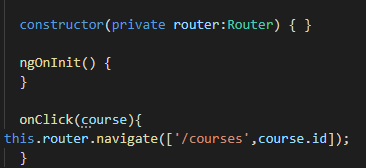 constructor(private router:Router) { }
ngOnInit() {
}
onClick(course){
this.router.navigate(['/courses',course.id]);
}